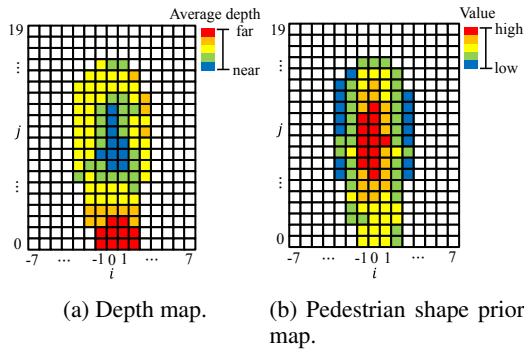 Average depth
far
near
19
⋮
j
⋮
0
-7 ··· -1 0 1 ··· 7
i
(a) Depth map.
Value
high
low
19
⋮
j
⋮
0
-7 ··· -1 0 1 ··· 7
i
(b) Pedestrian shape prior
map.